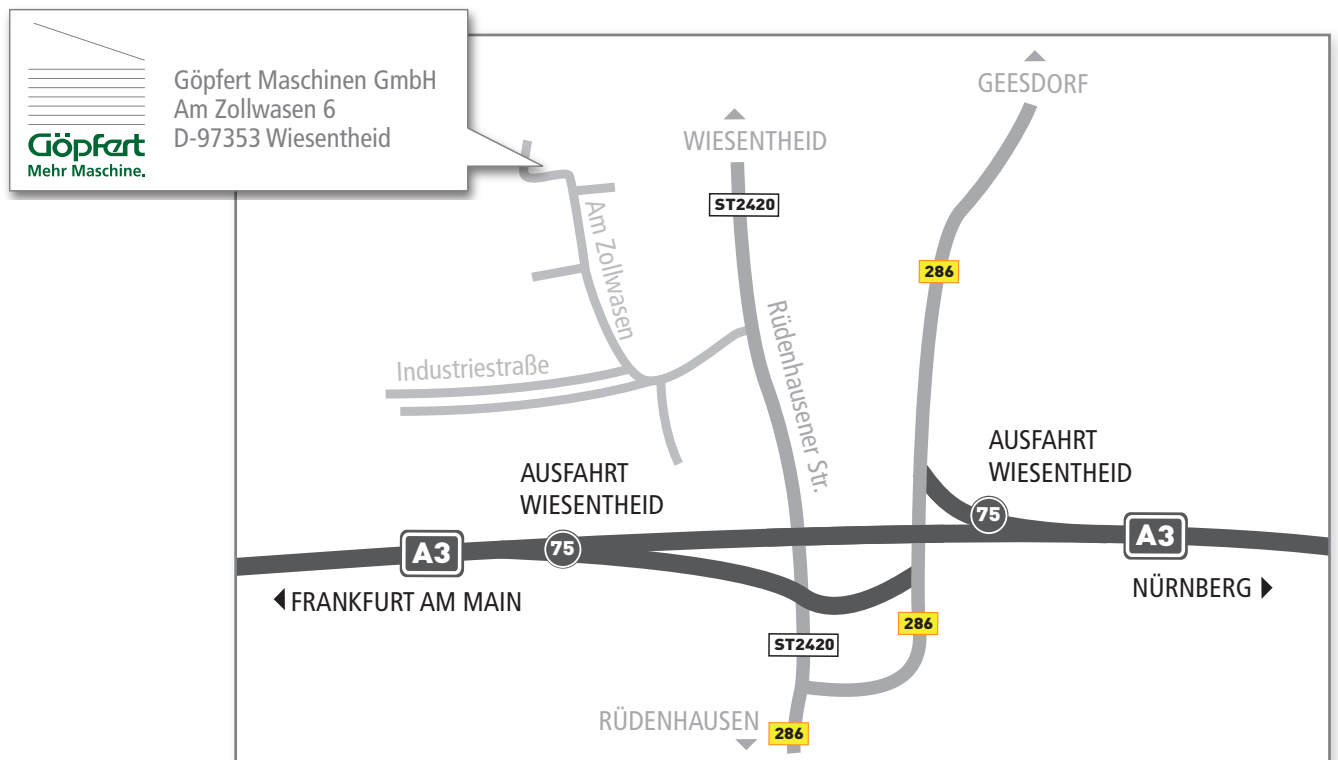 Göpfert
Mehr Maschine.
Göpfert Maschinen GmbH
Am Zollwasen 6
D-97353 Wiesentheid
GEESDORF
WIESENTHEID
ST2420
Am Zollwasen
286
Rüdenhausener Str.
Industriestraße
AUSFAHRT
WIESENTHEID
75
AUSFAHRT
WIESENTHEID
75
A3
A3
FRANKFURT AM MAIN
NÜRNBERG
286
ST2420
RÜDENHAUSEN
286